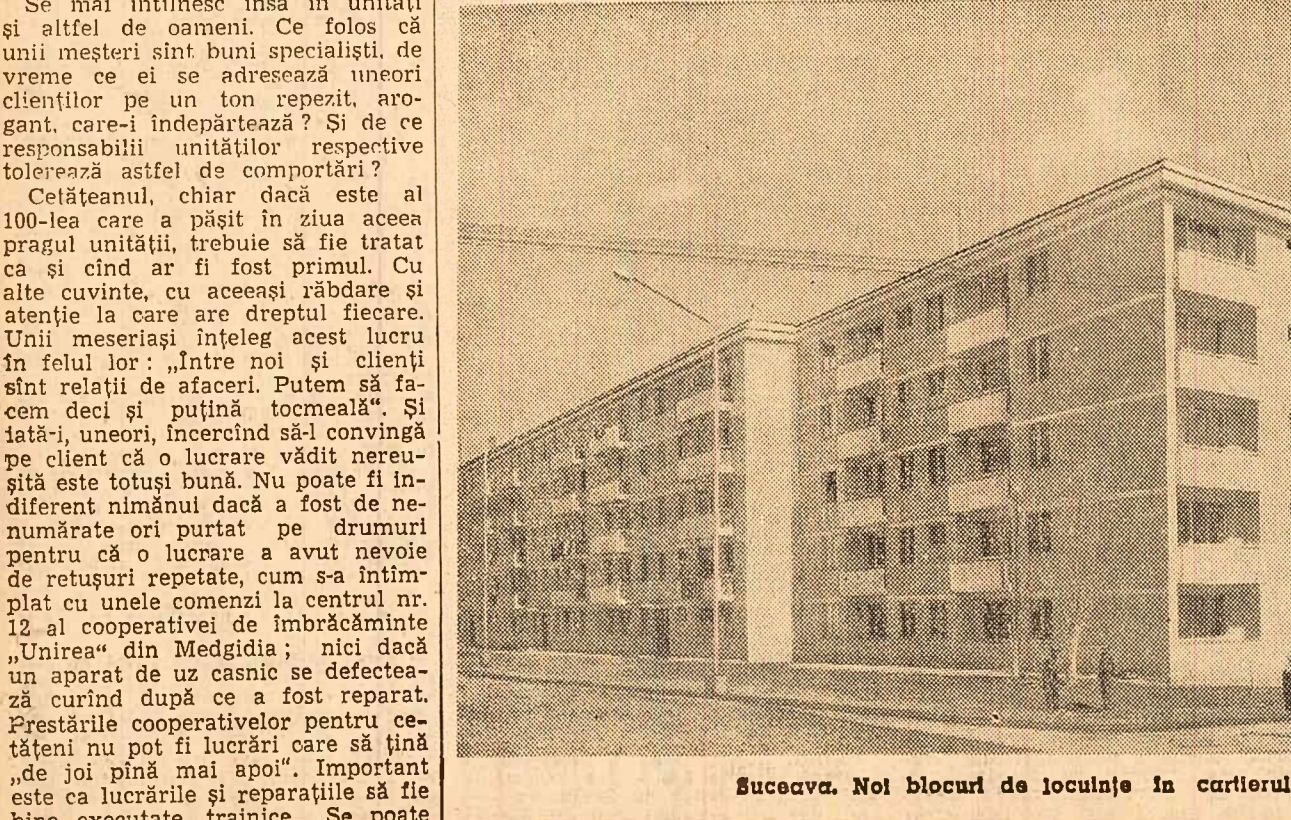 Se mai întîlnesc însă în unități
și altfel de oameni. Ce folos că
unii meșteri sînt buni specialiști, de
vreme ce ei se adresează uneori
clienților pe un ton repezit, aro-
gant, care-i îndepărtează ? Și de ce
responsabilii unităților respective
tolerează astfel de comportări ?
Cetățeanul, chiar dacă este al
100-lea care a pășit în ziua aceea
pragul unității, trebuie să fie tratat
ca și cînd ar fi fost primul. Cu
alte cuvinte, cu aceeași răbdare și
atenție la care are dreptul fiecare.
Unii meseriași înțeleg acest lucru
în felul lor : „Între noi și clienți
sînt relații de afaceri. Putem să fa-
cem deci și puțină tocmeală“. Și
iată-i, uneori, încercînd să-l convingă
pe client că o lucrare vădit nereu-
șită este totuși bună. Nu poate fi in-
diferent nimănui dacă a fost de ne-
numărate ori purtat pe drumuri
pentru că o lucrare a avut nevoie
de retușuri repetate, cum s-a întîm-
plat cu unele comenzi la centrul nr.
12 al cooperativei de îmbrăcăminte
„Unirea“ din Medgidia ; nici dacă
un aparat de uz casnic se defectea-
ză curînd după ce a fost reparat.
Prestările cooperativelor pentru ce-
tățeni nu pot fi lucrări care să țină
„de joi pînă mai apoi“. Important
este ca lucrările și reparațiile să fie
bine executate, trainice. Se poate
Suceava. Noi blocuri de locuințe în cartierul